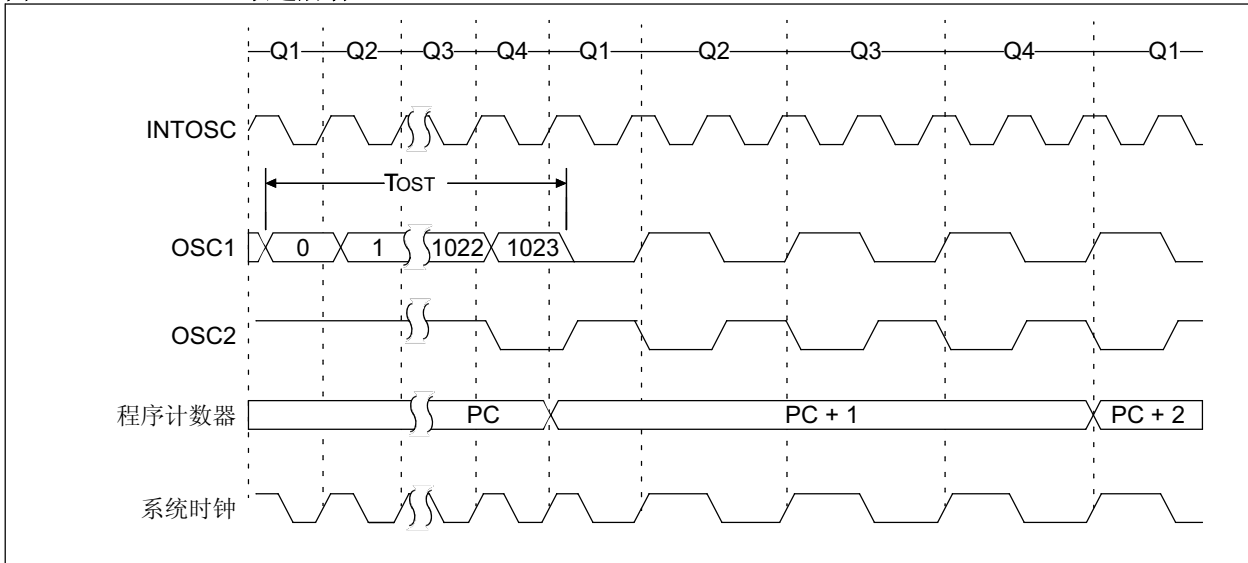 Q1 Q2 Q3 Q4 Q1 Q2 Q3 Q4 Q1
INTOSC
TOST
OSC1 0 1 1022 1023
OSC2
程序计数器 PC PC + 1 PC + 2
系统时钟